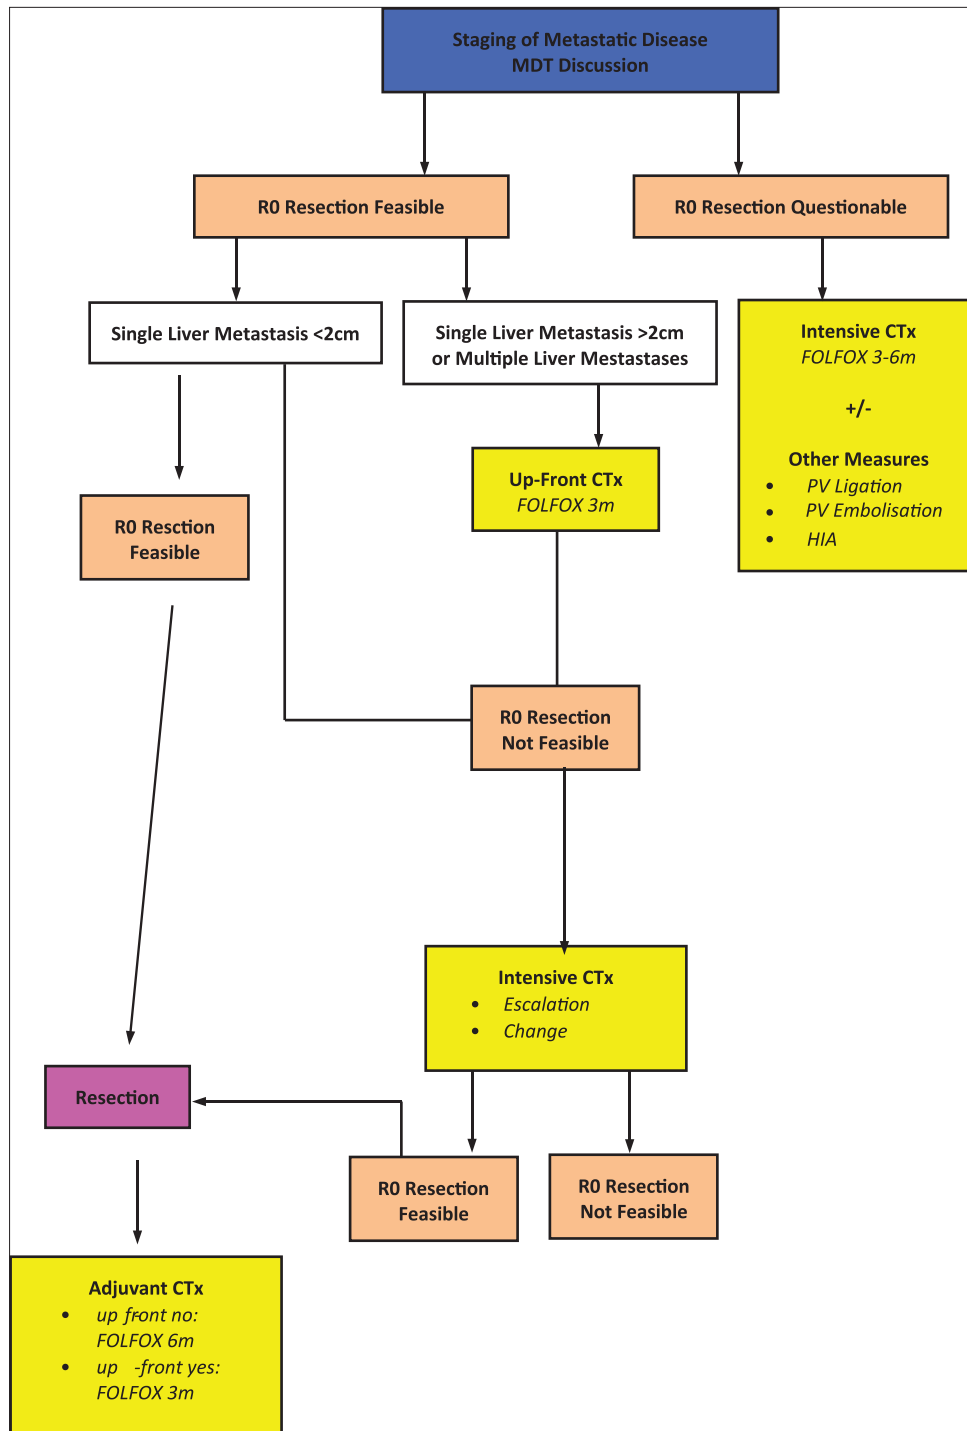 Staging of Metastatic Disease
MDT Discussion
R0 Resection Feasible
R0 Resection Questionable
Single Liver Metastasis <2cm
Single Liver Metastasis >2cm
or Multiple Liver Mestastases
Intensive CTx
FOLFOX 3-6m
+/-
Other Measures
• PV Ligation
• PV Embolisation
• HIA
Up-Front CTx
FOLFOX 3m
R0 Resction
Feasible
R0 Resection
Not Feasible
Intensive CTx
• Escalation
• Change
Resection
R0 Resection
Feasible
R0 Resection
Not Feasible
Adjuvant CTx
• up front no:
FOLFOX 6m
• up -front yes:
FOLFOX 3m